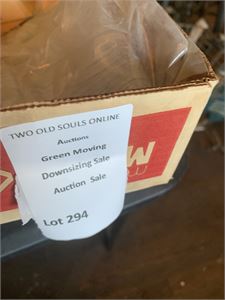 TWO OLD SOULS ONLINE
Auctions
Green Moving
Downsizing Sale
Auction Sale
Lot 294